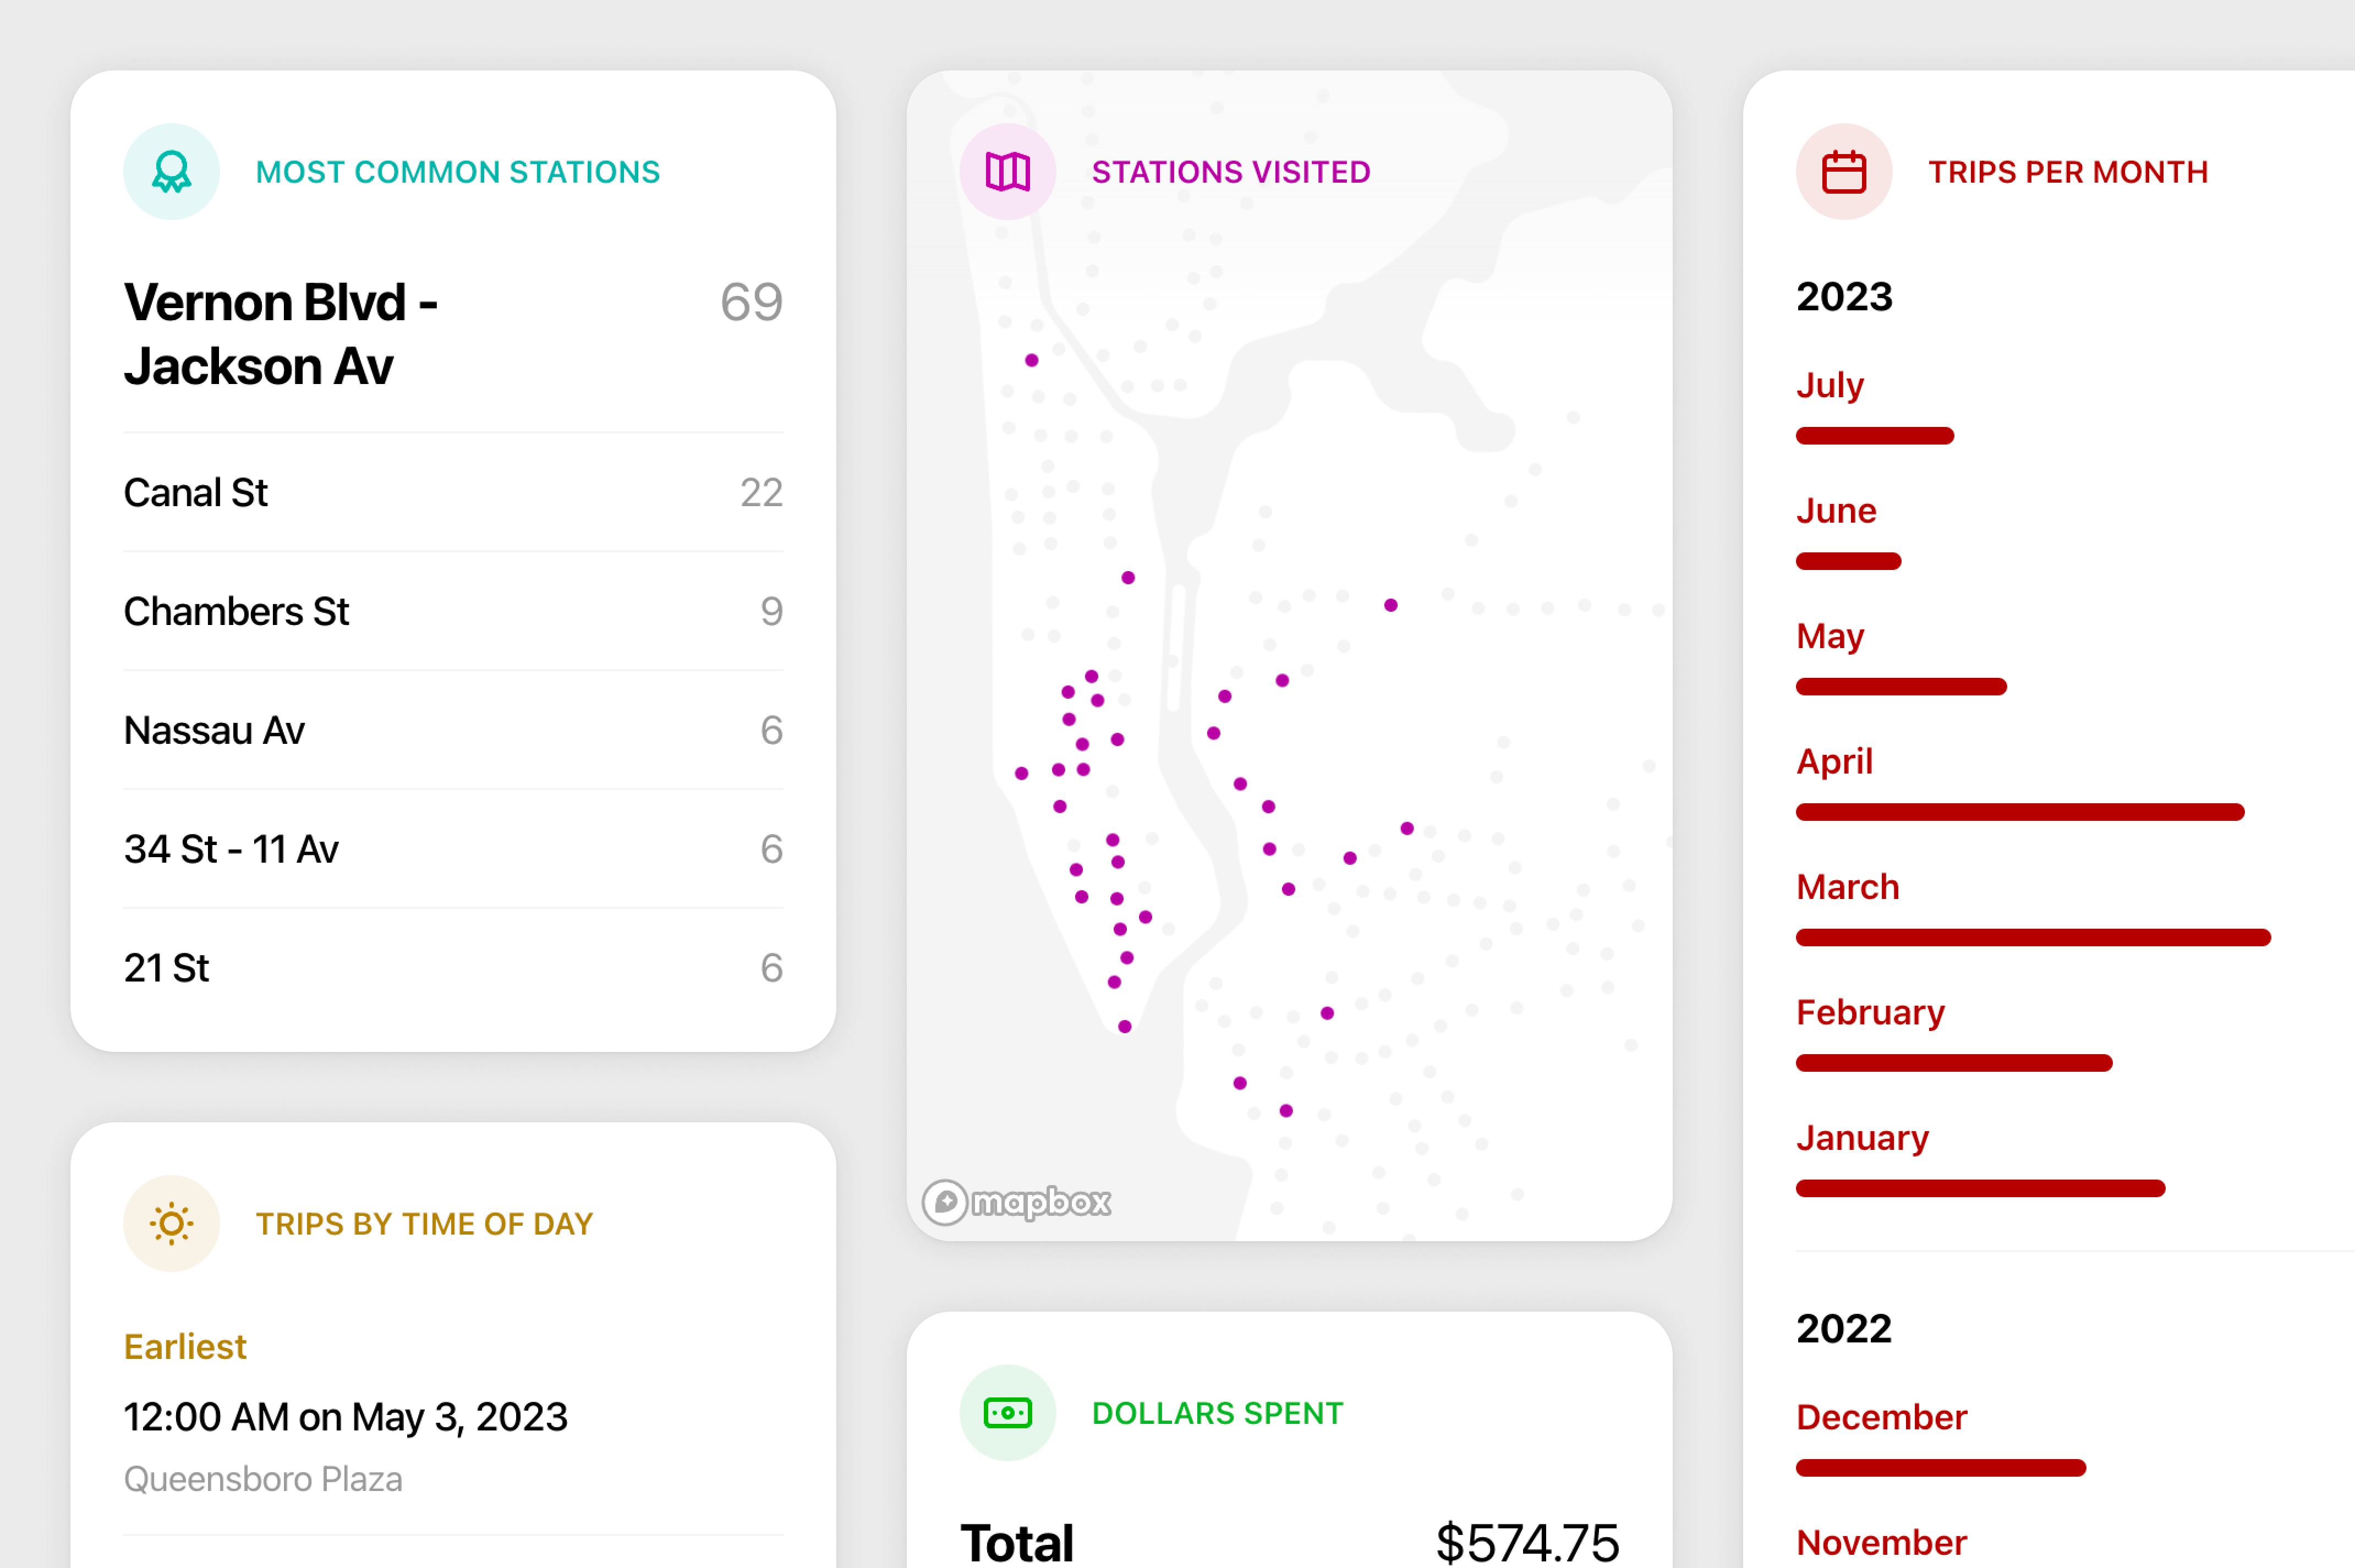 MOST COMMON STATIONS
Vernon Blvd -
Jackson Av
69
Canal St
22
Chambers St
9
Nassau Av
6
34 St - 11 Av
6
21 St
6
TRIPS BY TIME OF DAY
Earliest
12:00 AM on May 3, 2023
Queensboro Plaza
STATIONS VISITED
mapbox
DOLLARS SPENT
Total
$574.75
TRIPS PER MONTH
2023
July
June
May
April
March
February
January
2022
December
November